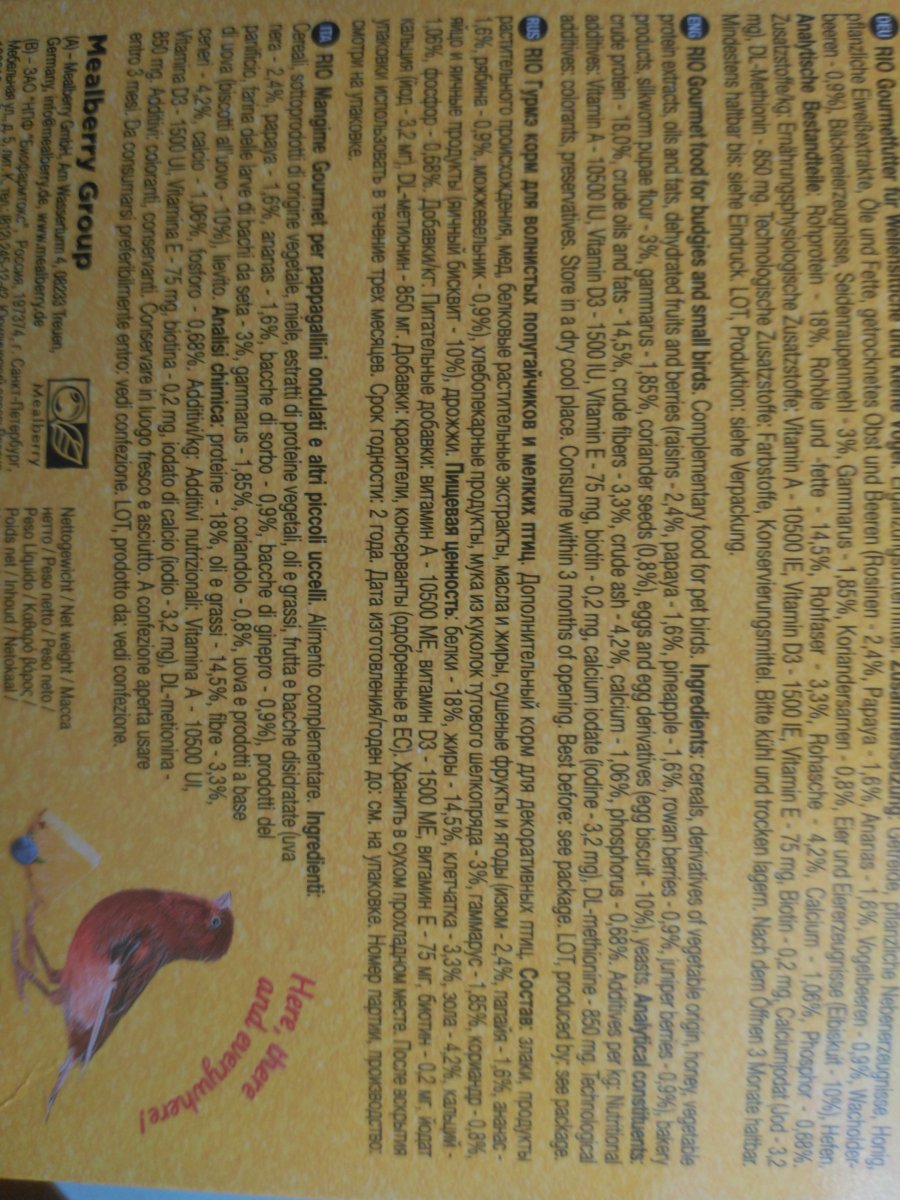 DEU RIO Gourmetfutter für Wellensittiche und kleine Vögel. Ergänzungsfuttermittel. Zusammensetzung: Getreide, pflanzliche Nebenerzeugnisse, Honig,
pflanzliche Eiweißextrakte, Öle und Fette, getrocknetes Obst und Beeren (Rosinen - 2,4%, Papaya - 1,6%, Ananas - 1,6%, Vogelbeeren - 0,9%, Wacholder-
beeren - 0,9%), Bäckereierzeugnisse, Seidenraupenmehl - 3%, Gammarus - 1,85%, Koriandersamen - 0,8%, Eier und Eiererzeugnisse (Eibiskuit - 10%), Hefen.
Analytische Bestandteile: Rohprotein - 18%, Rohöle und -fette - 14,5%, Rohfaser - 3,3%, Rohasche - 4,2%, Calcium - 1,06%, Phosphor - 0,68%.
Zusatzstoffe/kg: Ernährungsphysiologische Zusatzstoffe: Vitamin A - 10500 IE, Vitamin D3 - 1500 IE, Vitamin E - 75 mg, Biotin - 0,2 mg, Calciumjodat (Jod - 3,2
mg), DL-Methionin - 850 mg. Technologische Zusatzstoffe: Farbstoffe, Konservierungsmittel. Bitte kühl und trocken lagern. Nach dem Öffnen 3 Monate haltbar.
Mindestens haltbar bis: siehe Eindruck. LOT, Produktion: siehe Verpackung.
ENG RIO Gourmet food for budgies and small birds. Complementary food for pet birds. Ingredients: cereals, derivatives of vegetable origin, honey, vegetable
protein extracts, oils and fats, dehydrated fruits and berries (raisins - 2,4%, papaya - 1,6%, pineapple - 1,6%, rowan berries - 0,9%, juniper berries - 0,9%), bakery
products, silkworm pupae flour - 3%, gammarus - 1,85%, coriander seeds (0,8%), eggs and egg derivatives (egg biscuit - 10%), yeasts. Analytical constituents:
crude protein - 18,0%, crude oils and fats - 14,5%, crude fibers - 3,3%, crude ash - 4,2%, calcium - 1,06%, phosphorus - 0,68%. Additives per kg: Nutritional
additives: Vitamin A - 10500 IU, Vitamin D3 - 1500 IU, Vitamin E - 75 mg, biotin - 0,2 mg, calcium iodate (iodine - 3,2 mg), DL-methionine - 850 mg. Technological
additives: colorants, preservatives. Store in a dry cool place. Consume within 3 months of opening. Best before: see package. LOT, produced by: see package.
RUS RIO Гурмэ корм для волнистых попугайчиков и мелких птиц. Дополнительный корм для декоративных птиц. Состав: злаки, продукты
растительного происхождения, мед, белковые растительные экстракты, масла и жиры, сушеные фрукты и ягоды (изюм - 2,4%, папайя - 1,6%, ананас -
1,6%, рябина - 0,9%, можжевельник - 0,9%), хлебопекарные продукты, мука из куколок тутового шелкопряда - 3%, гаммарус - 1,85%, кориандр - 0,8%,
яйцо и яичные продукты (яичный бисквит - 10%), дрожжи. Пищевая ценность: белки - 18%, жиры - 14,5%, клетчатка - 3,3%, зола - 4,2%, кальций -
1,06%, фосфор - 0,68%. Добавки/кг: Питательные добавки: витамин А - 10500 МЕ, витамин D3 - 1500 МЕ, витамин Е - 75 мг, биотин - 0,2 мг, йодат
кальция (йод - 3,2 мг), DL-метионин - 850 мг. Добавки: красители, консерванты (одобренные в ЕС). Хранить в сухом прохладном месте. После вскрытия
упаковки использовать в течение трех месяцев. Срок годности: 2 года. Дата изготовления/годен до: см. на упаковке. Номер партии, производство:
смотри на упаковке.
ITA RIO Mangime Gourmet per pappagallini ondulati e altri piccoli uccelli. Alimento complementare. Ingredienti:
Cereali, sottoprodotti di origine vegetale, miele, estratti di proteine vegetali, oli e grassi, frutta e bacche disidratate (uva
nera - 2,4%, papaya - 1,6%, ananas - 1,6%, bacche di sorbo - 0,9%, bacche di ginepro - 0,9%), prodotti del
panificio, farina delle larve di bachi da seta - 3%, gammarus - 1,85%, coriandolo - 0,8%, uova e prodotti a base
di uova (biscotti all'uovo - 10%), lievito. Analisi chimica: proteine - 18%, oli e grassi - 14,5%, fibre - 3,3%,
ceneri - 4,2%, calcio - 1,06%, fosforo - 0,68%. Additivi/kg: Additivi nutrizionali: Vitamina A - 10500 UI,
Vitamina D3 - 1500 UI, Vitamina E - 75 mg, biotina - 0,2 mg, iodato di calcio (iodio - 3,2 mg), DL-metionina -
850 mg. Additivi: coloranti, conservanti. Conservare in luogo fresco e asciutto. A confezione aperta usare
entro 3 mesi. Da consumarsi preferibilmente entro: vedi confezione. LOT, prodotto da: vedi confezione.
Here, there
and everywhere!
Mealberry Group
(A) - Mealberry GmbH, Am Wasserturm 4, 08233 Treuen,
Germany, info@mealberry.de, www.mealberry.de
(B) - ЗАО "НПФ "Биофармтокс", Россия, 197374, г. Санкт-Петербург,
Мебельная ул., д.5, лит. К, тел.: (812)
Mealberry
Nettogewicht / Net weight / Масса
нетто / Peso netto / Peso neto /
Peso Líquido / Καθαρό βάρος /
Poids net / Inhoud / Nettokaal /